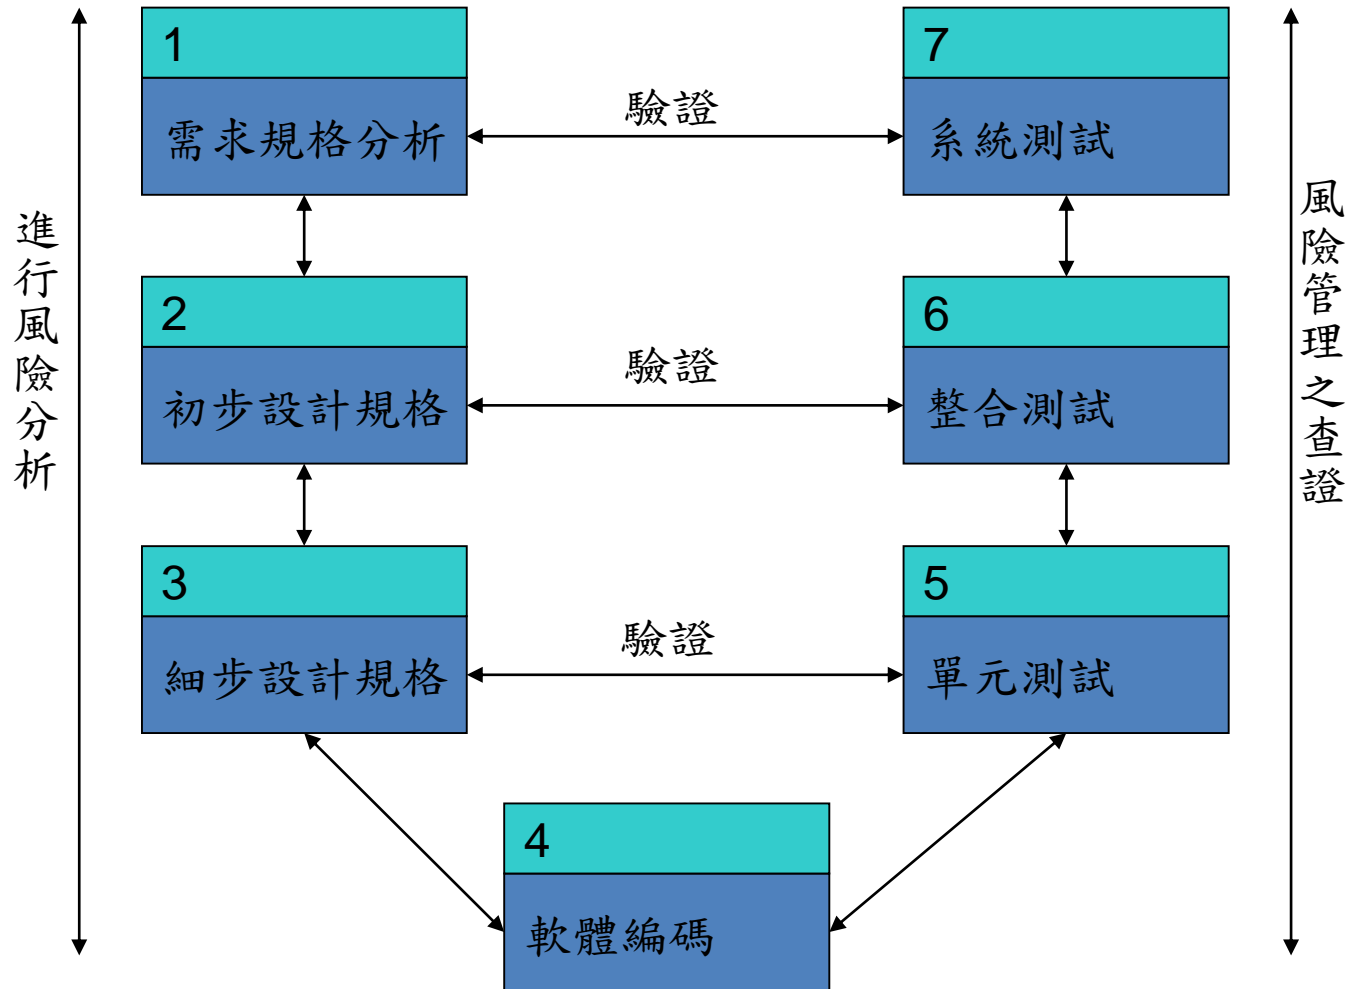 1
需求規格分析
7
系統測試
驗證
2
初步設計規格
6
整合測試
驗證
3
細步設計規格
5
單元測試
驗證
4
軟體編碼
進行風險分析
風險管理之查證